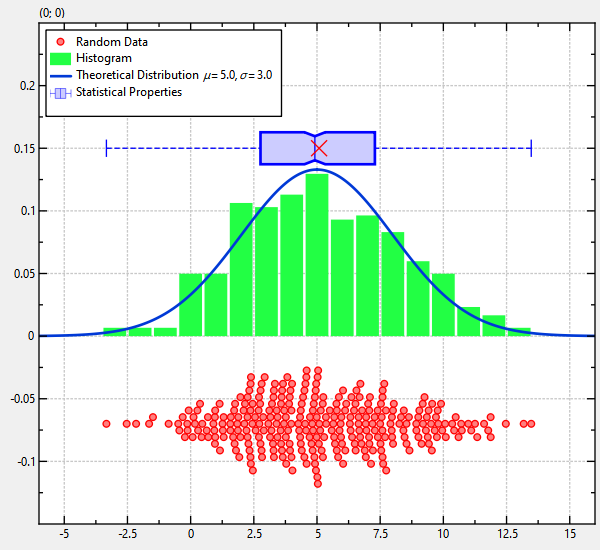 (0; 0)
Random Data
Histogram
Theoretical Distribution μ= 5.0, σ= 3.0
Statistical Properties
0.2
0.15
0.1
0.05
0
-0.05
-0.1
-5 -2.5 0 2.5 5 7.5 10 12.5 15